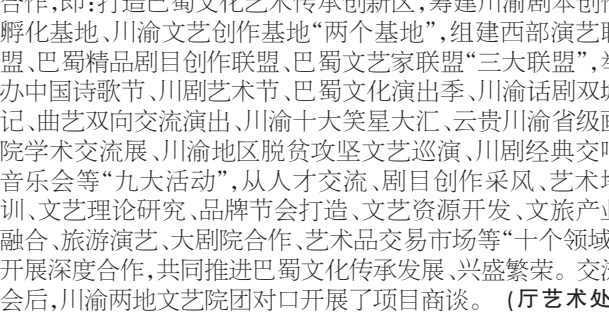 合作,即:打造巴蜀文化艺术传承创新区,筹建川渝剧本创作
孵化基地、川渝文艺创作基地“两个基地”,组建西部演艺联
盟、巴蜀精品剧目创作联盟、巴蜀文艺家联盟“三大联盟”,举
办中国诗歌节、川剧艺术节、巴蜀文化演出季、川渝话剧双城
记、曲艺双向交流演出、川渝十大笑星大汇、云贵川渝省级画
院学术交流展、川渝地区脱贫攻坚文艺巡演、川剧经典交响
音乐会等“九大活动”,从人才交流、剧目创作采风、艺术培
训、文艺理论研究、品牌节会打造、文艺资源开发、文旅产业
融合、旅游演艺、大剧院合作、艺术品交易市场等“十个领域”
开展深度合作,共同推进巴蜀文化传承发展、兴盛繁荣。交流
会后,川渝两地文艺院团对口开展了项目商谈。 (厅艺术处